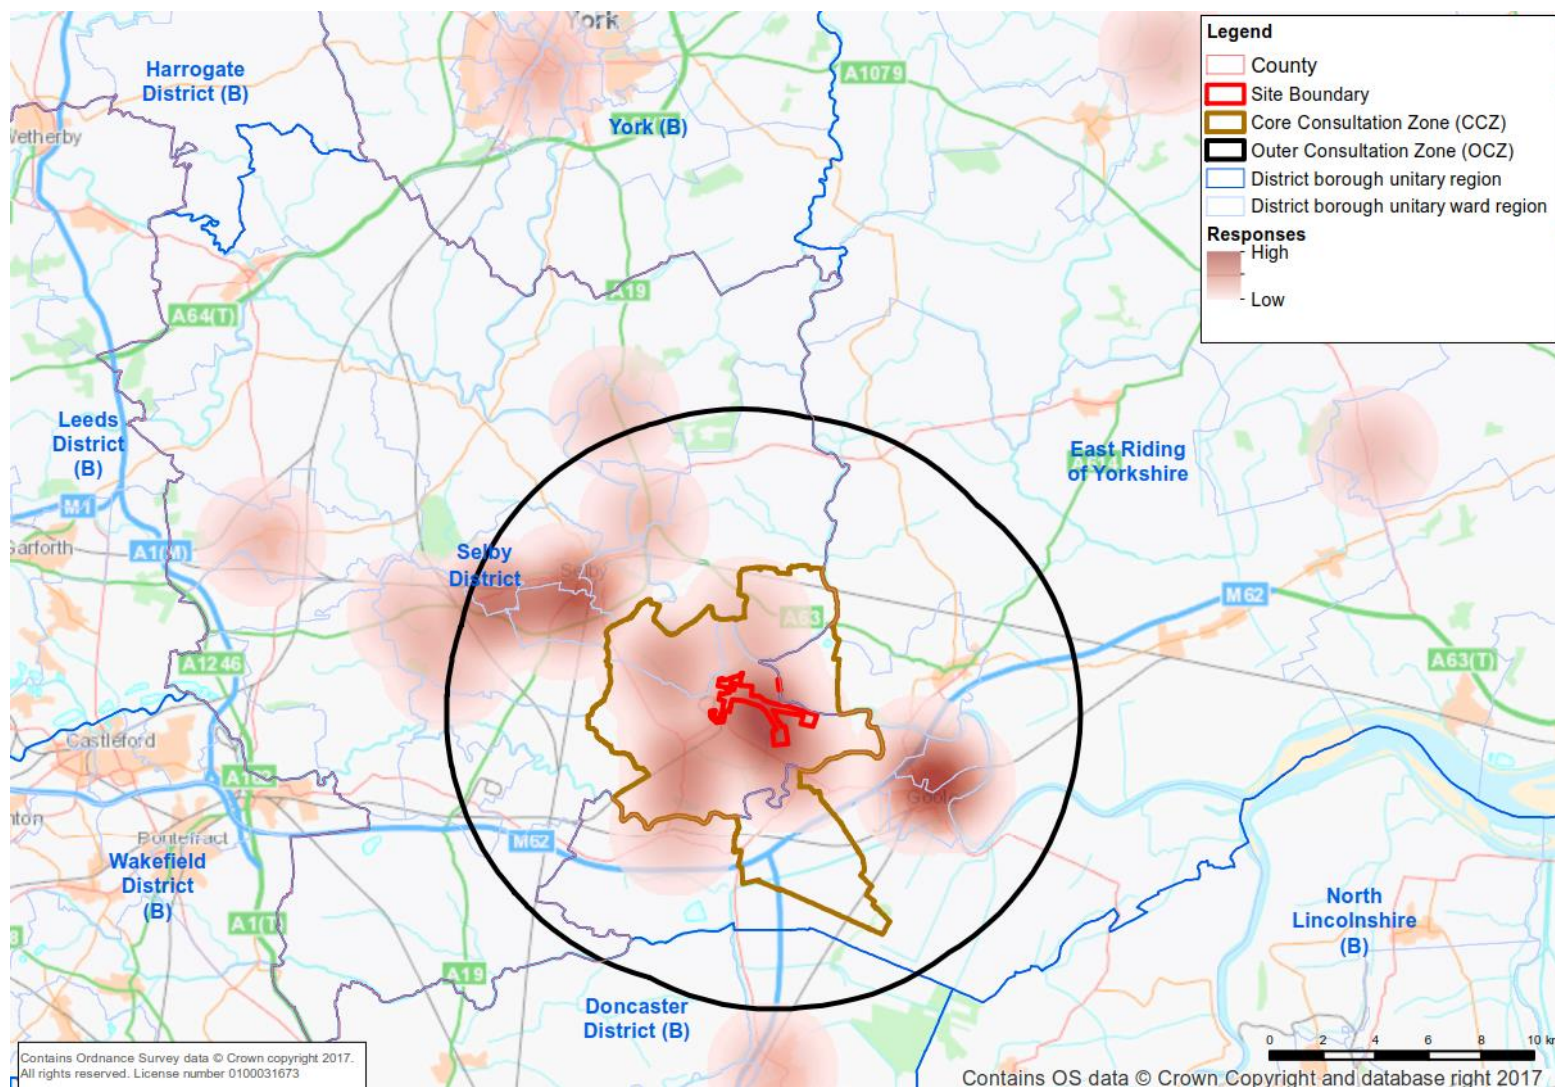 York
Harrogate
District (B)
A1079
Wetherby
York (B)
Legend
County
Site Boundary
Core Consultation Zone (CCZ)
Outer Consultation Zone (OCZ)
District borough unitary region
District borough unitary ward region
Responses
High
Low
A19
A64(T)
Leeds
District
(B)
East Riding
of Yorkshire
M1
Garforth
A1(M)
Selby
District
Selby
M62
A63
A63(T)
A1246
Castleford
Goole
M62
Pontefract
Wakefield
District
(B)
A1(T)
North
Lincolnshire
(B)
A19
Doncaster
District (B)
0 2 4 6 8 10 km
Contains Ordnance Survey data © Crown copyright 2017.
All rights reserved. License number 0100031673
Contains OS data © Crown Copyright and database right 2017